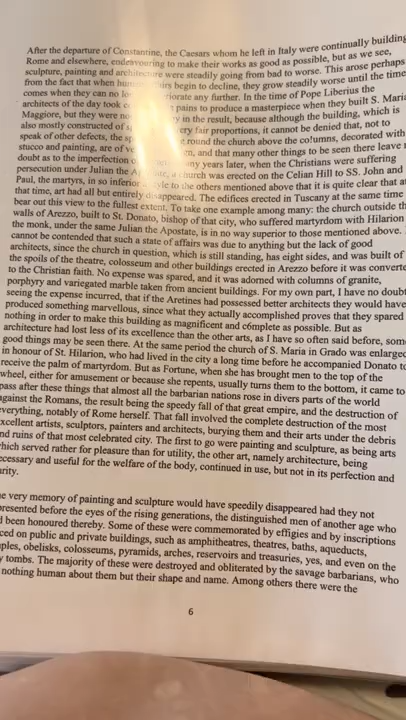 After the departure of Constantine, the Caesars whom he left in Italy were continually building
Rome and elsewhere, endeavouring to make their works as good as possible, but as we see,
sculpture, painting and architecture were steadily going from bad to worse. This arose perhaps
from the fact that when human affairs begin to decline, they grow steadily worse until the time
comes when they can no lo riorate any further. In the time of Pope Liberius the
architects of the day took pains to produce a masterpiece when they built S. Maria
Maggiore, but they were no y in the result, because although the building, which is
also mostly constructed of s ery fair proportions, it cannot be denied that, not to
speak of other defects, the sp round the church above the columns, decorated with
stucco and painting, are of ve n, and that many other things to be seen there leave
doubt as to the imperfection o ny years later, when the Christians were suffering
persecution under Julian the A a church was erected on the Celian Hill to SS. John and
Paul, the martyrs, in so inferior style to the others mentioned above that it is quite clear that a
that time, art had all but entirely disappeared. The edifices erected in Tuscany at the same time
bear out this view to the fullest extent. To take one example among many: the church outside th
walls of Arezzo, built to St. Donato, bishop of that city, who suffered martyrdom with Hilarion
the monk, under the same Julian the Apostate, is in no way superior to those mentioned above.
cannot be contended that such a state of affairs was due to anything but the lack of good
architects, since the church in question, which is still standing, has eight sides, and was built of
the spoils of the theatre, colosseum and other buildings erected in Arezzo before it was converte
to the Christian faith. No expense was spared, and it was adorned with columns of granite,
porphyry and variegated marble taken from ancient buildings. For my own part, I have no doubt
seeing the expense incurred, that if the Aretines had possessed better architects they would have
produced something marvellous, since what they actually accomplished proves that they spared
nothing in order to make this building as magnificent and complete as possible. But as
architecture had lost less of its excellence than the other arts, as I have so often said before, som
good things may be seen there. At the same period the church of S. Maria in Grado was enlarged
in honour of St. Hilarion, who had lived in the city a long time before he accompanied Donato to
receive the palm of martyrdom. But as Fortune, when she has brought men to the top of the
wheel, either for amusement or because she repents, usually turns them to the bottom, it came to
pass after these things that almost all the barbarian nations rose in divers parts of the world
against the Romans, the result being the speedy fall of that great empire, and the destruction of
everything, notably of Rome herself. That fall involved the complete destruction of the most
excellent artists, sculptors, painters and architects, burying them and their arts under the debris
nd ruins of that most celebrated city. The first to go were painting and sculpture, as being arts
hich served rather for pleasure than for utility, the other art, namely architecture, being
cessary and useful for the welfare of the body, continued in use, but not in its perfection and
urity.
e very memory of painting and sculpture would have speedily disappeared had they not
resented before the eyes of the rising generations, the distinguished men of another age who
d been honoured thereby. Some of these were commemorated by effigies and by inscriptions
ced on public and private buildings, such as amphitheatres, theatres, baths, aqueducts,
ples, obelisks, colosseums, pyramids, arches, reservoirs and treasuries, yes, and even on the
y tombs. The majority of these were destroyed and obliterated by the savage barbarians, who
nothing human about them but their shape and name. Among others there were the
6